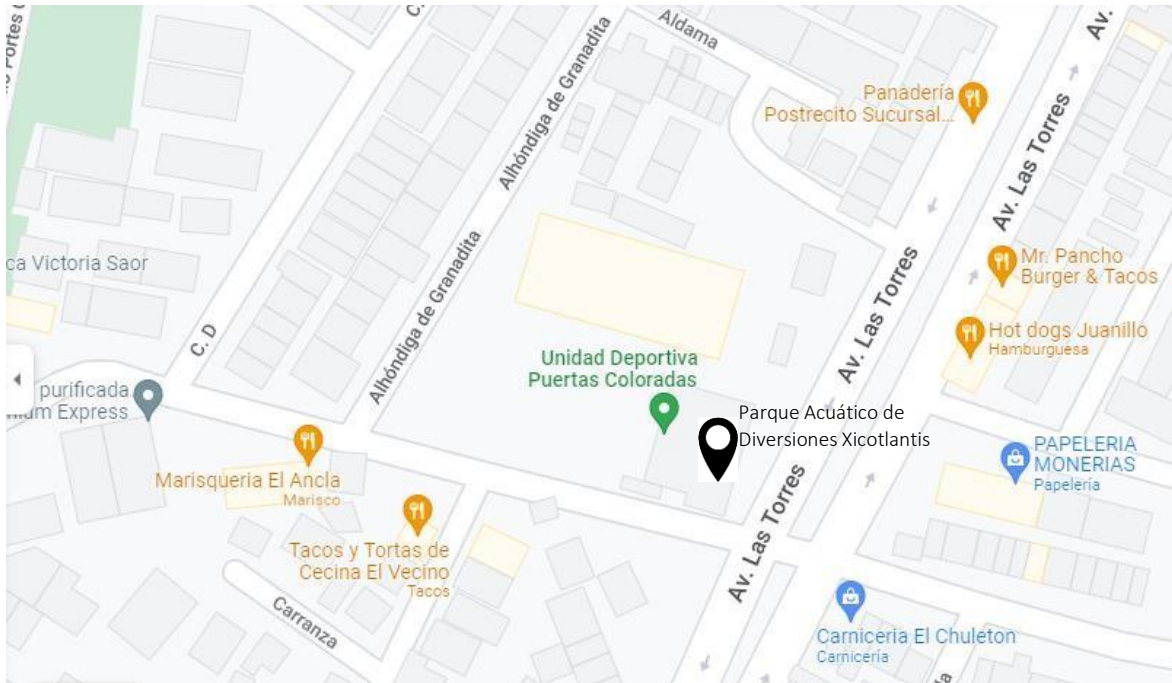 Aldama
Av.
Portes
C.
Alhóndiga de Granadita
Panadería
Postrecito Sucursal...
Av. Las Torres
Alhóndiga de Granadita
ca Victoria Saor
Mr. Pancho
Burger & Tacos
Av. Las Torres
C. D
Hot dogs Juanillo
Hamburguesa
Unidad Deportiva
Puertas Coloradas
purificada
Express
Parque Acuático de
Diversiones Xicotlantis
Marisqueria El Ancla
Marisco
PAPELERIA
MONERIAS
Papelería
Av. Las Torres
Tacos y Tortas de
Cecina El Vecino
Tacos
Carranza
Carniceria El Chuleton
Carnicería